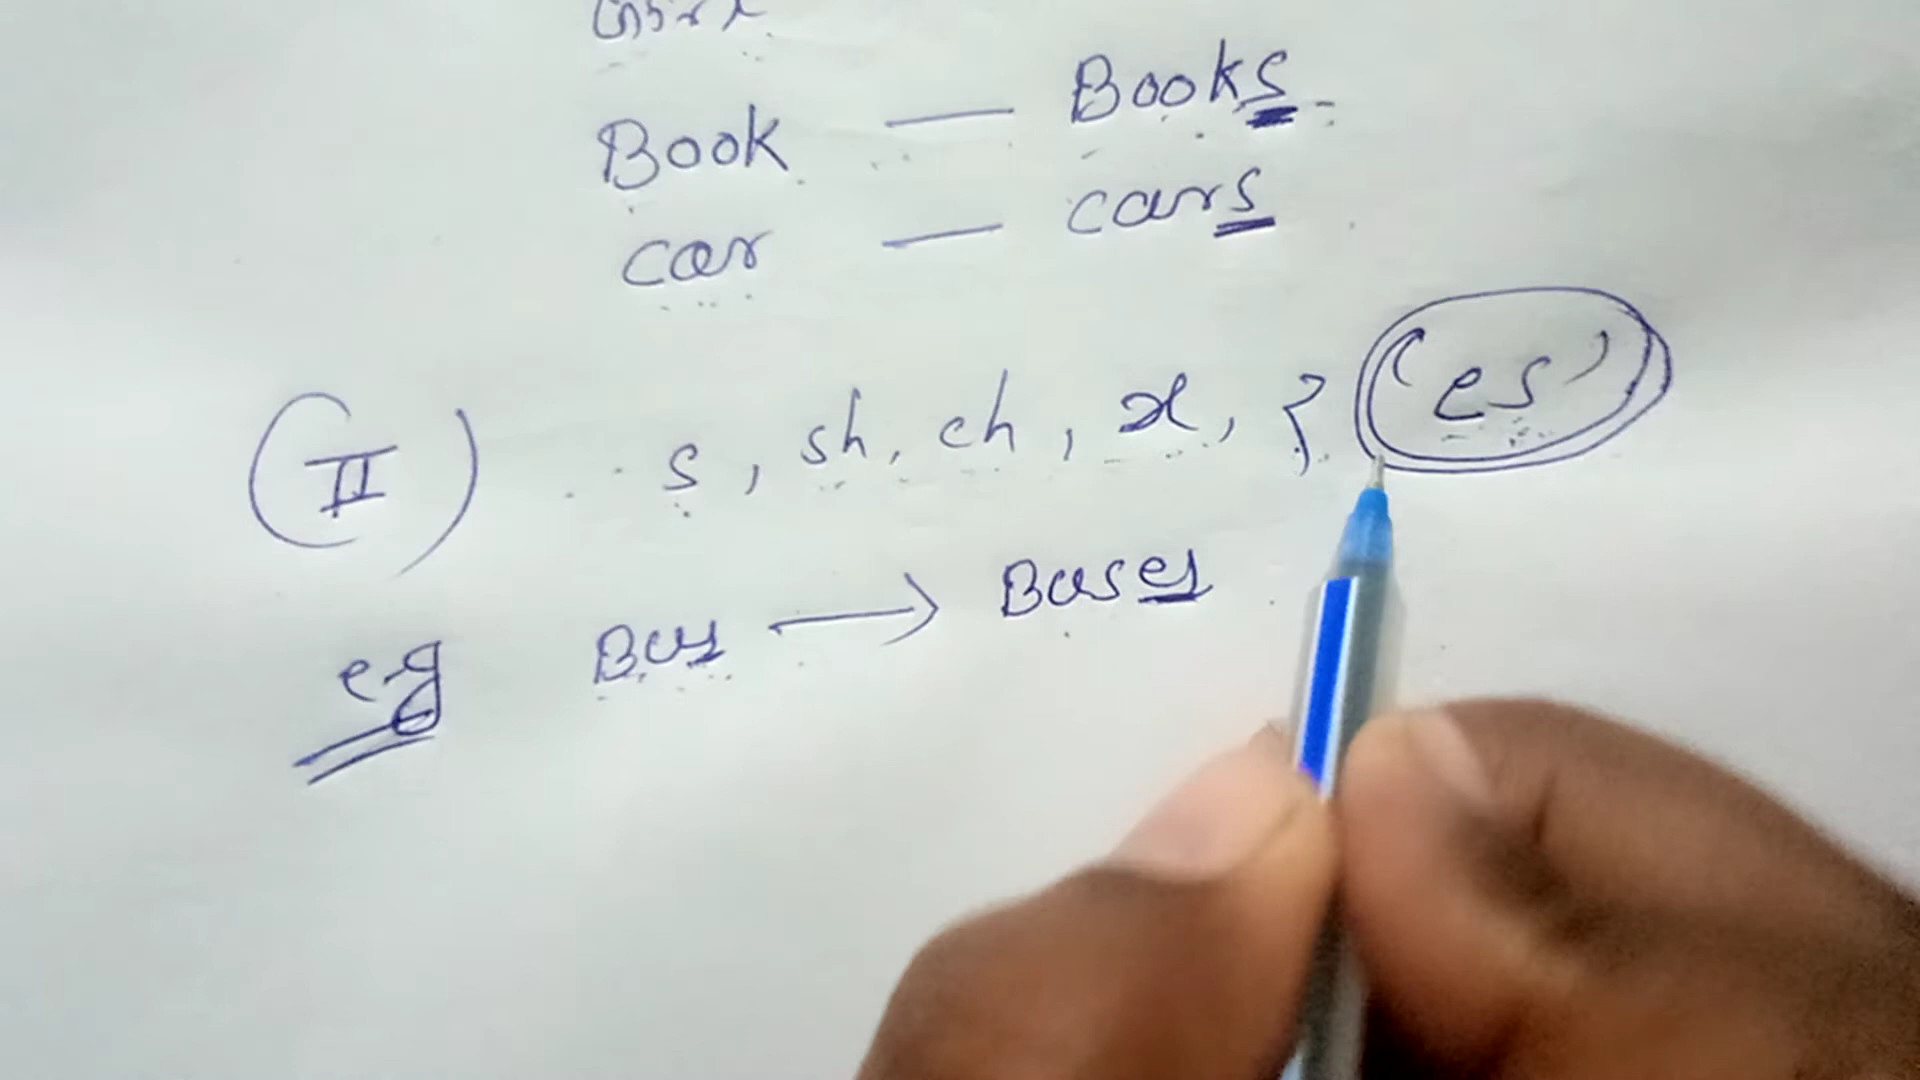 Book — Books
car — cars
(II) s, sh, ch, x, z (es)
eg Bus → Buses